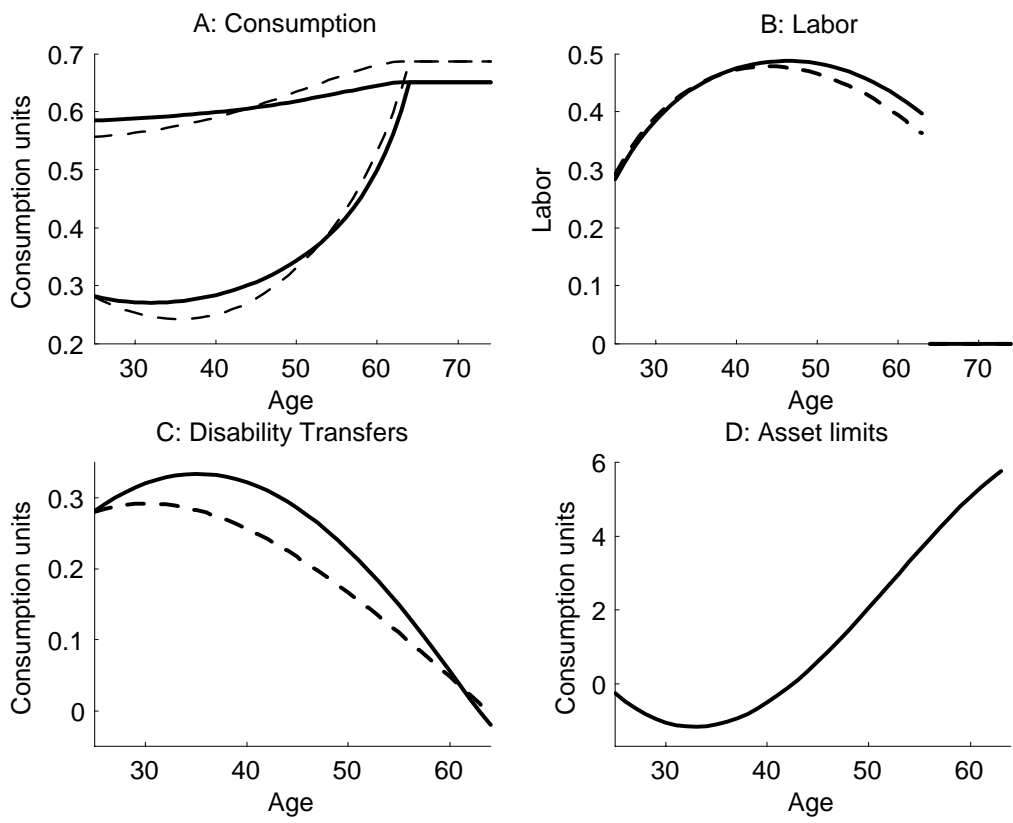 A: Consumption
0.7
0.6
0.5
0.4
0.3
0.2
Consumption units
30 40 50 60 70
Age
B: Labor
0.5
0.4
0.3
0.2
0.1
0
Labor
30 40 50 60 70
Age
C: Disability Transfers
0.3
0.2
0.1
0
Consumption units
30 40 50 60
Age
D: Asset limits
6
4
2
0
Consumption units
30 40 50 60
Age